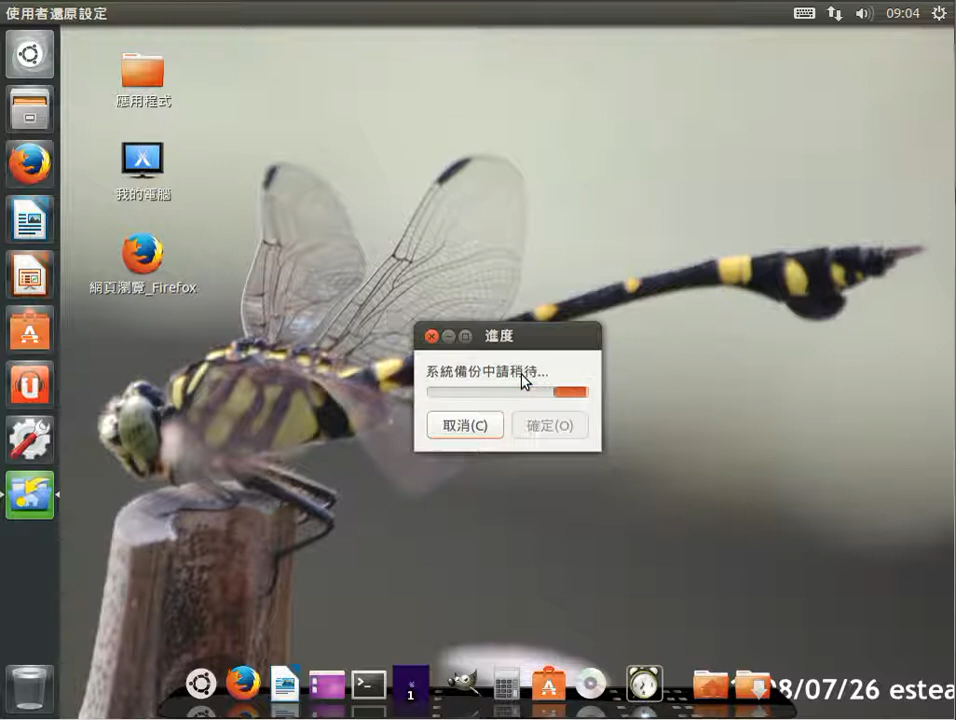 使用者還原設定
09:04
應用程式
我的電腦
網頁瀏覽_Firefox
進度
系統備份中請稍待...
取消(C)
確定(O)
1
8/07/26 estea